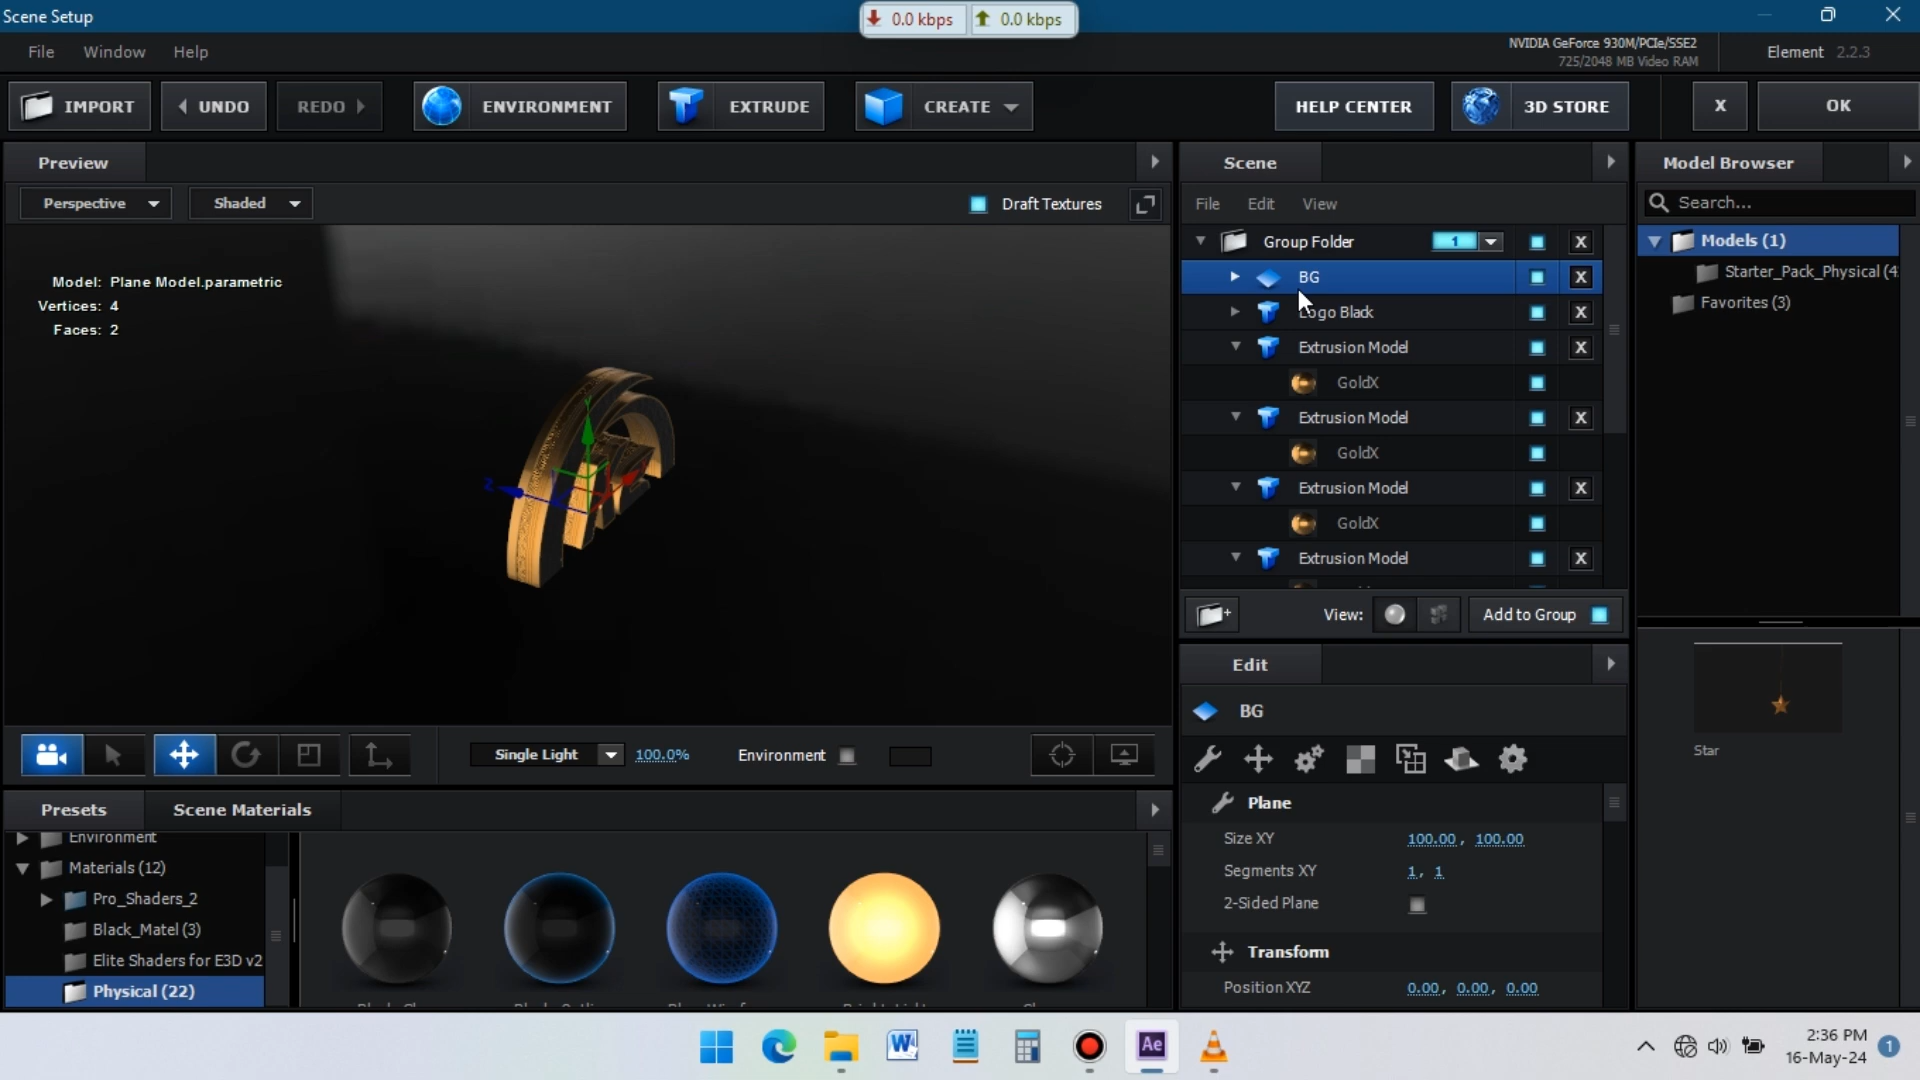 Scene Setup
0.0 kbps
0.0 kbps
File Window Help
NVIDIA GeForce 930M/PCIe/SSE2
725/2048 MB Video RAM
Element 2.2.3
IMPORT
UNDO
REDO
ENVIRONMENT
EXTRUDE
CREATE
HELP CENTER
3D STORE
X
OK
Preview
Perspective
Shaded
Draft Textures
Model: Plane Model.parametric
Vertices: 4
Faces: 2
Z
Single Light
100.0%
Environment
Scene
File Edit View
Group Folder 1 X
BG X
Logo Black X
Extrusion Model X
GoldX
Extrusion Model X
GoldX
Extrusion Model X
GoldX
Extrusion Model X
View:
Add to Group
Edit
BG
Plane
Size XY 100.00, 100.00
Segments XY 1, 1
2-Sided Plane
Transform
Position XYZ 0.00, 0.00, 0.00
Model Browser
Search...
Models (1)
Starter_Pack_Physical (4
Favorites (3)
Star
Presets
Scene Materials
Environment
Materials (12)
Pro_Shaders_2
Black_Matel (3)
Elite Shaders for E3D v2
Physical (22)
W
Ae
2:36 PM
16-May-24
1